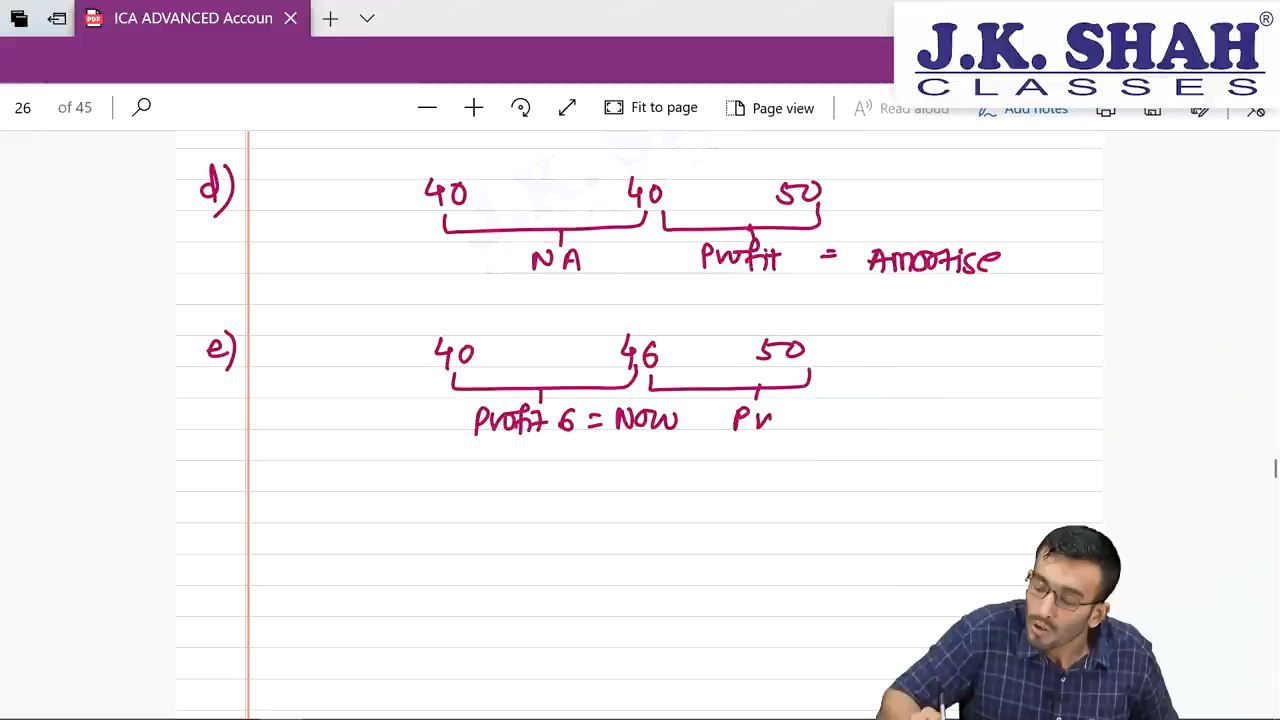 ICA ADVANCED Accoun
J.K. SHAH ®
CLASSES
26 of 45
Fit to page
Page view
Read aloud
Add notes
d) 40 40 50
NA Profit = Amortise
e) 40 46 50
Profit 6 = Now Pr